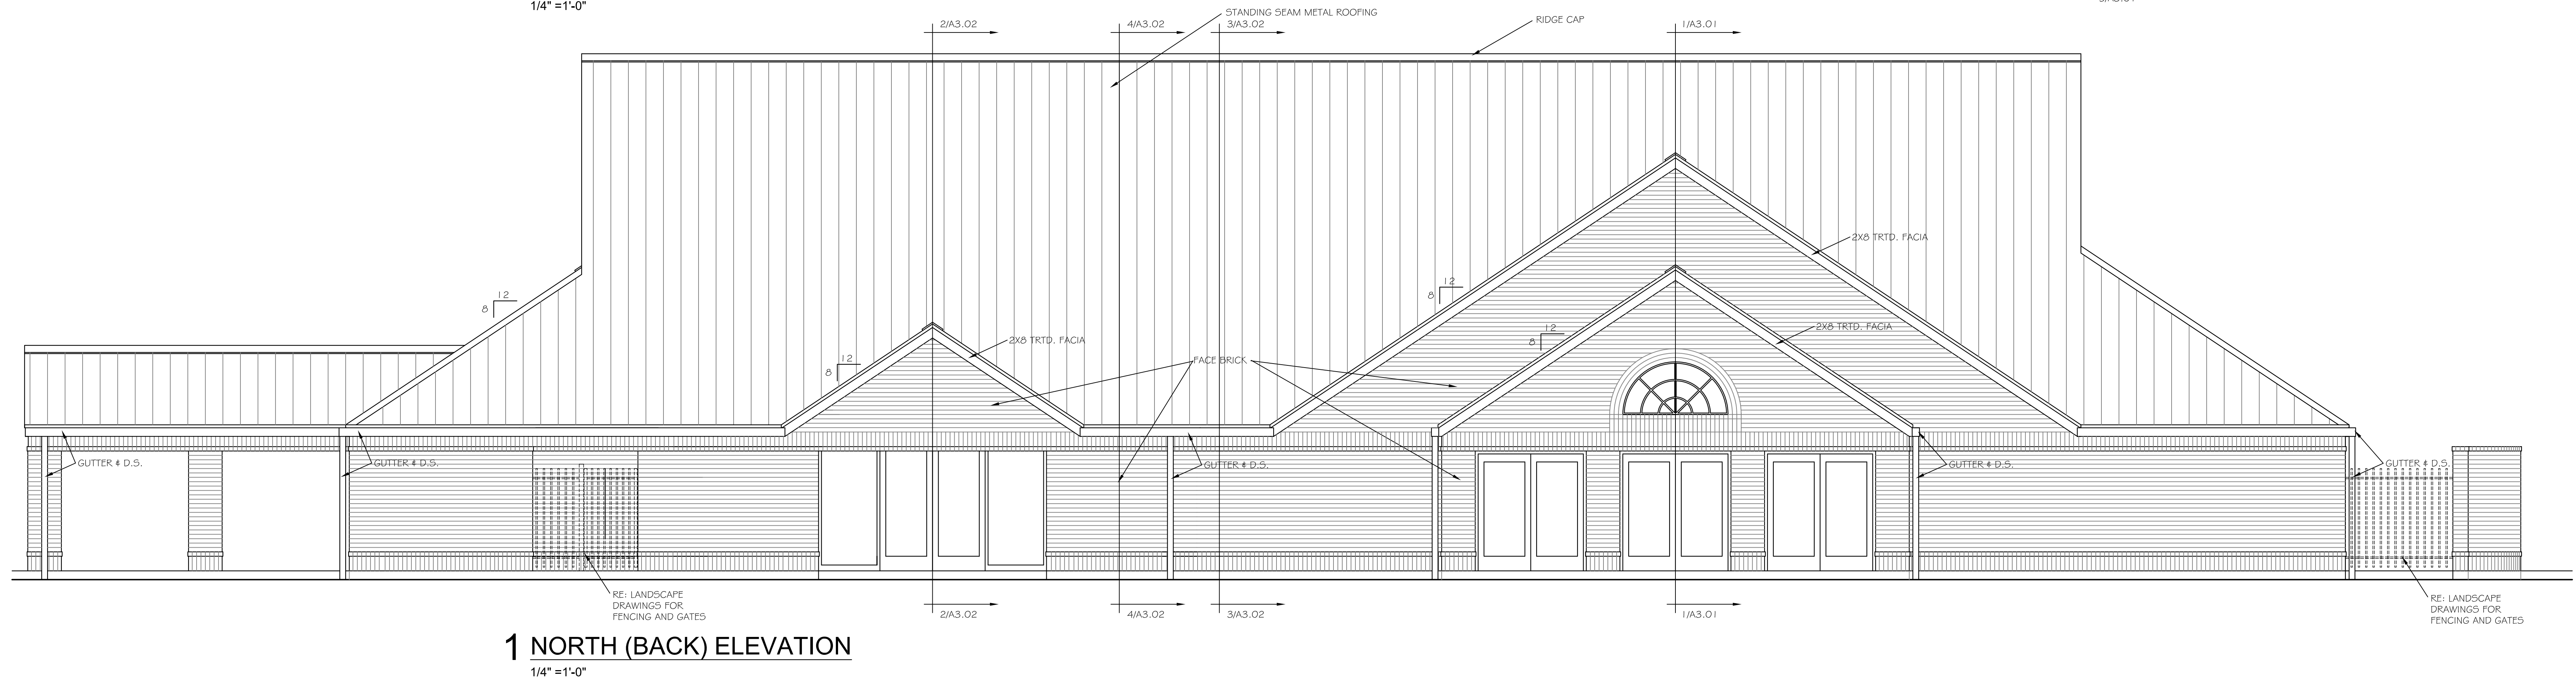 1/4" =1'-0"
2/A3.02
4/A3.02
STANDING SEAM METAL ROOFING
3/A3.02
RIDGE CAP
1/A3.01
2X8 TRTD. FACIA
12
8
12
8
12
8
2X8 TRTD. FACIA
2X8 TRTD. FACIA
12
8
FACE BRICK
GUTTER & D.S.
GUTTER & D.S.
GUTTER & D.S.
GUTTER & D.S.
GUTTER & D.S.
RE: LANDSCAPE
DRAWINGS FOR
FENCING AND GATES
2/A3.02
4/A3.02
3/A3.02
1/A3.01
RE: LANDSCAPE
DRAWINGS FOR
FENCING AND GATES
1 NORTH (BACK) ELEVATION
1/4" =1'-0"